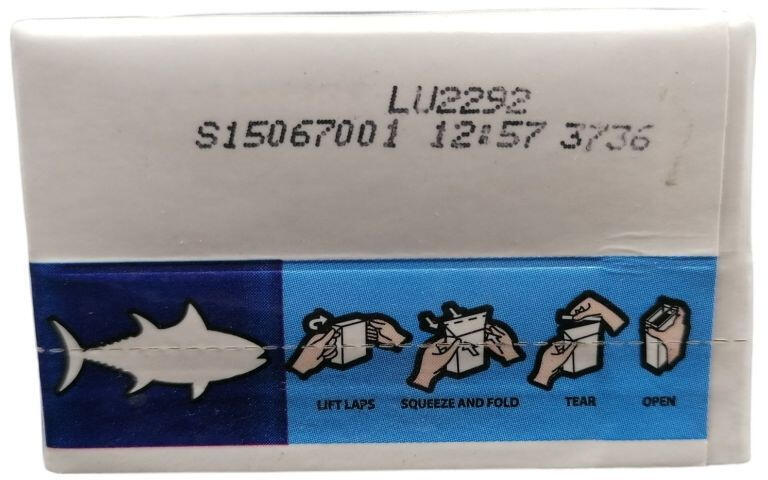 LU2292
S15067001 12:57 3736
LIFT LAPS SQUEEZE AND FOLD TEAR OPEN